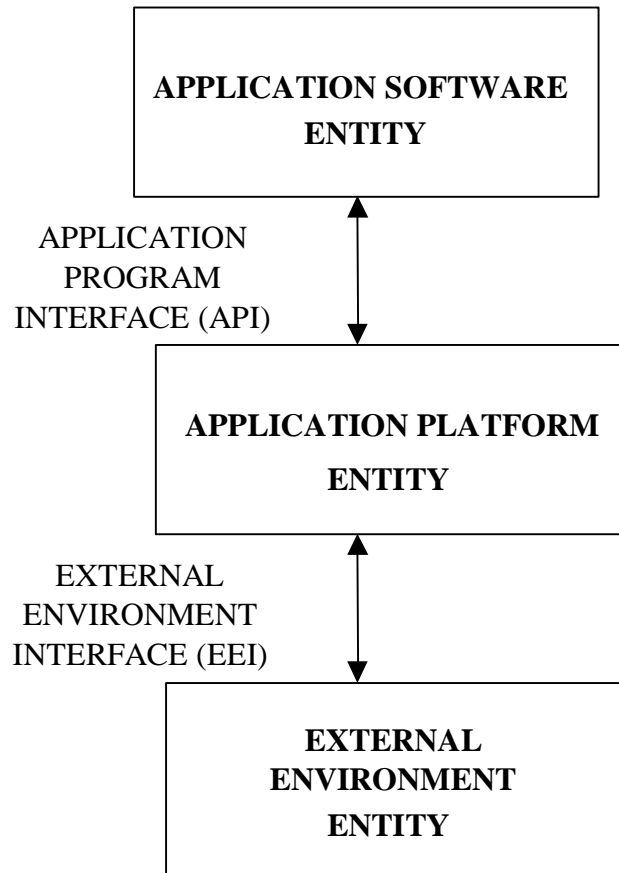 APPLICATION SOFTWARE
ENTITY
APPLICATION
PROGRAM
INTERFACE (API)
APPLICATION PLATFORM
ENTITY
EXTERNAL
ENVIRONMENT
INTERFACE (EEI)
EXTERNAL
ENVIRONMENT
ENTITY